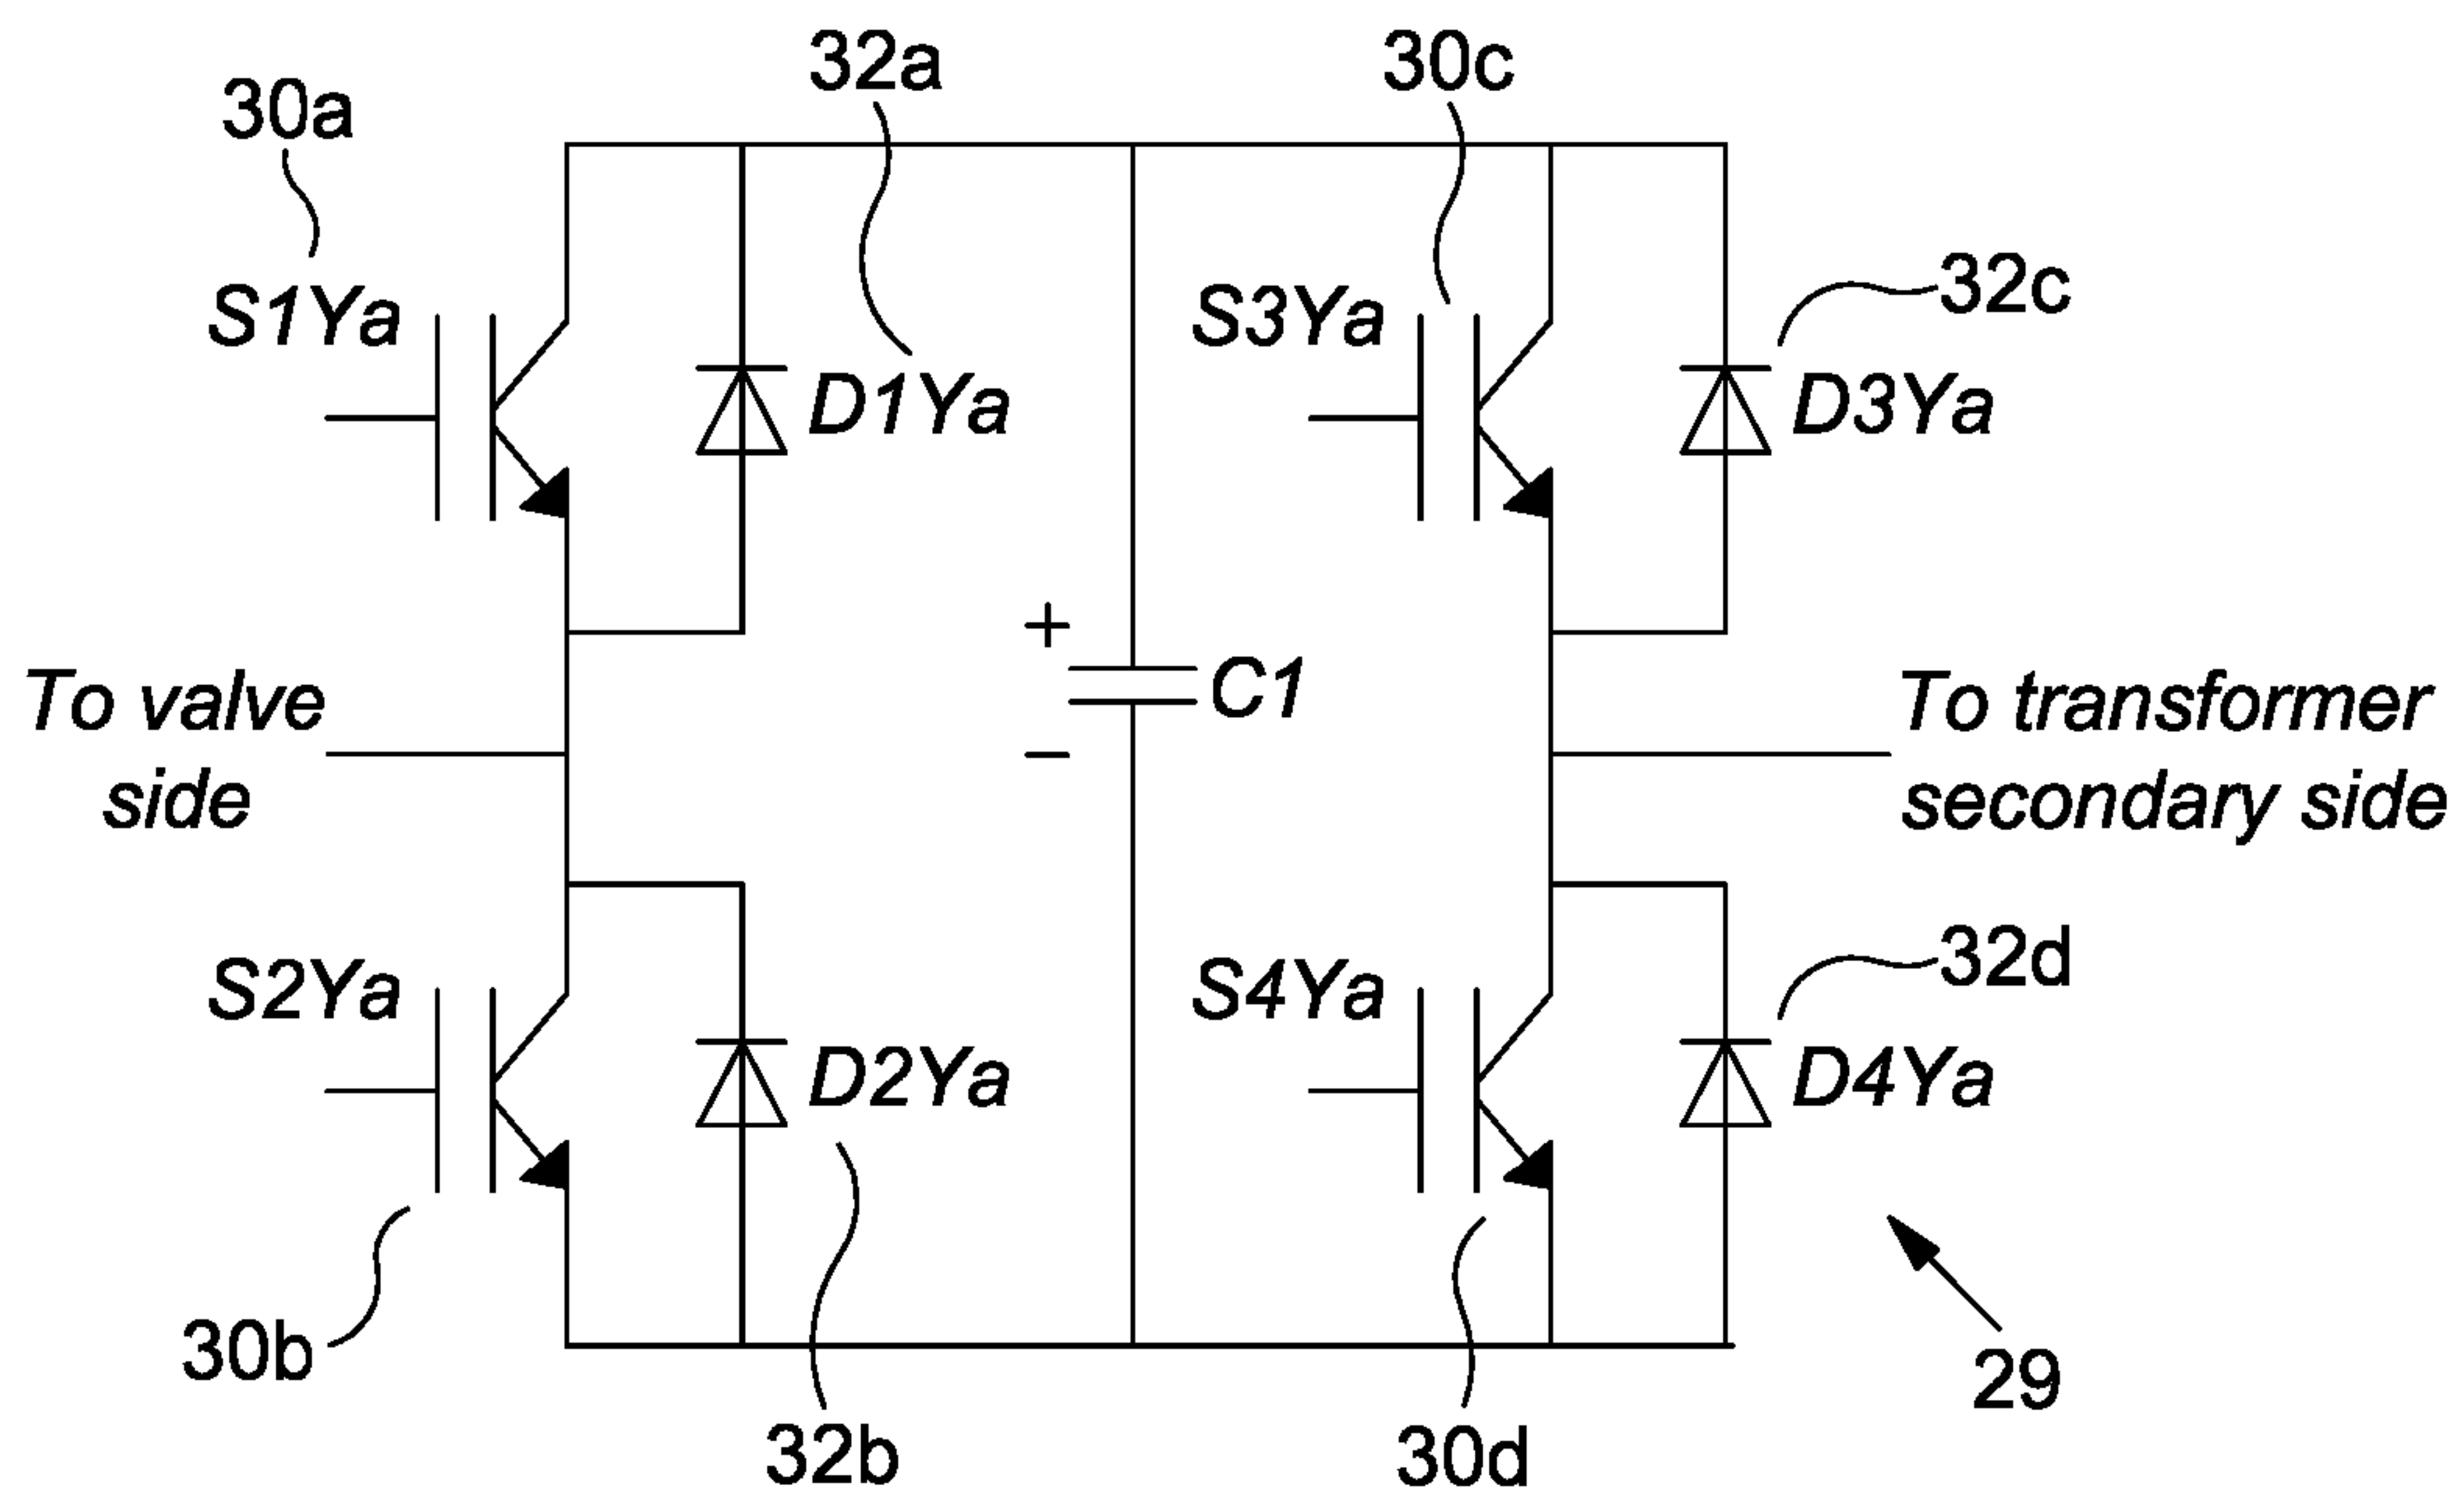 32a
30c
30a
32c
S1Ya
S3Ya
D1Ya
D3Ya
+
To valve
side
C1
To transformer
secondary side
−
32d
S2Ya
S4Ya
D2Ya
D4Ya
30b
29
32b
30d